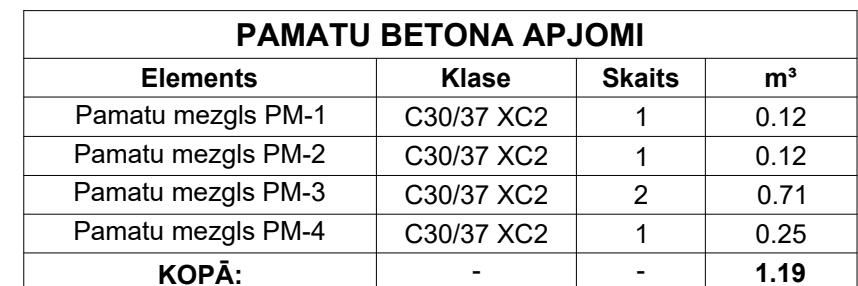 PAMATU BETONA APJOMI
Elements Klase Skaits m³
Pamatu mezgls PM-1 C30/37 XC2 1 0.12
Pamatu mezgls PM-2 C30/37 XC2 1 0.12
Pamatu mezgls PM-3 C30/37 XC2 2 0.71
Pamatu mezgls PM-4 C30/37 XC2 1 0.25
KOPĀ: - - 1.19